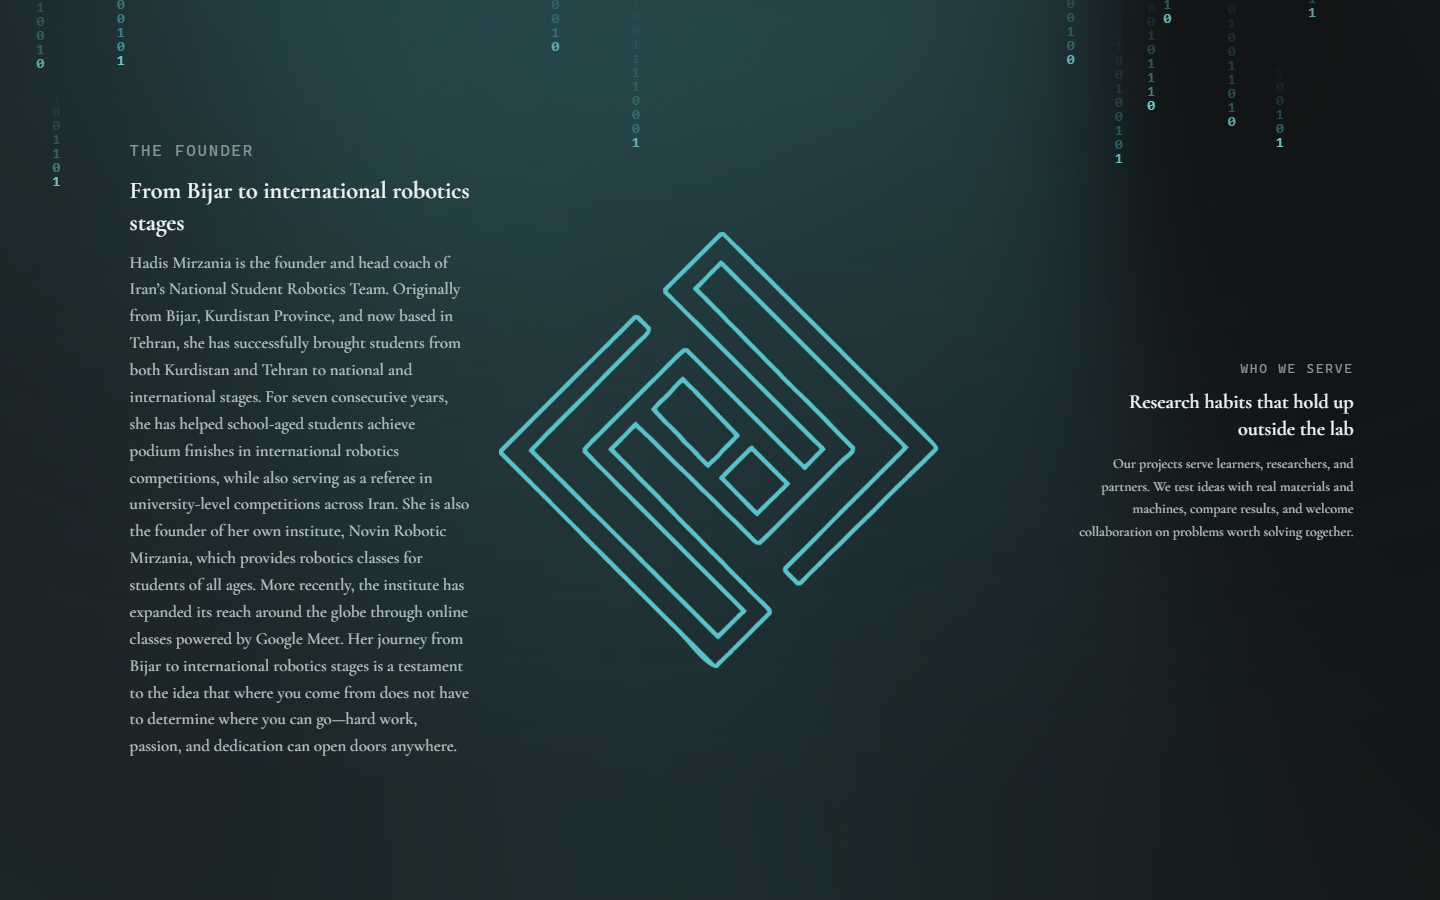 THE FOUNDER
From Bijar to international robotics
stages
Hadis Mirzania is the founder and head coach of
Iran’s National Student Robotics Team. Originally
from Bijar, Kurdistan Province, and now based in
Tehran, she has successfully brought students from
both Kurdistan and Tehran to national and
international stages. For seven consecutive years,
she has helped school-aged students achieve
podium finishes in international robotics
competitions, while also serving as a referee in
university-level competitions across Iran. She is also
the founder of her own institute, Novin Robotic
Mirzania, which provides robotics classes for
students of all ages. More recently, the institute has
expanded its reach around the globe through online
classes powered by Google Meet. Her journey from
Bijar to international robotics stages is a testament
to the idea that where you come from does not have
to determine where you can go—hard work,
passion, and dedication can open doors anywhere.
WHO WE SERVE
Research habits that hold up
outside the lab
Our projects serve learners, researchers, and
partners. We test ideas with real materials and
machines, compare results, and welcome
collaboration on problems worth solving together.